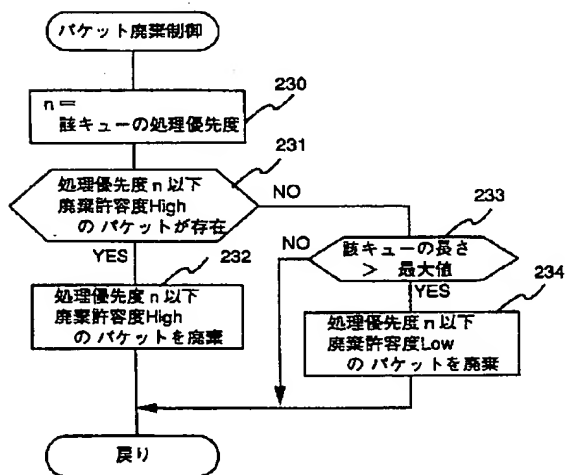 パケット廃棄制御
230
n =
該キューの処理優先度
231
処理優先度 n 以下
廃棄許容度High
の パケットが存在
NO
YES
232
処理優先度 n 以下
廃棄許容度High
の パケットを廃棄
233
NO
該キューの長さ
> 最大値
YES
234
処理優先度 n 以下
廃棄許容度Low
の パケットを廃棄
戻り